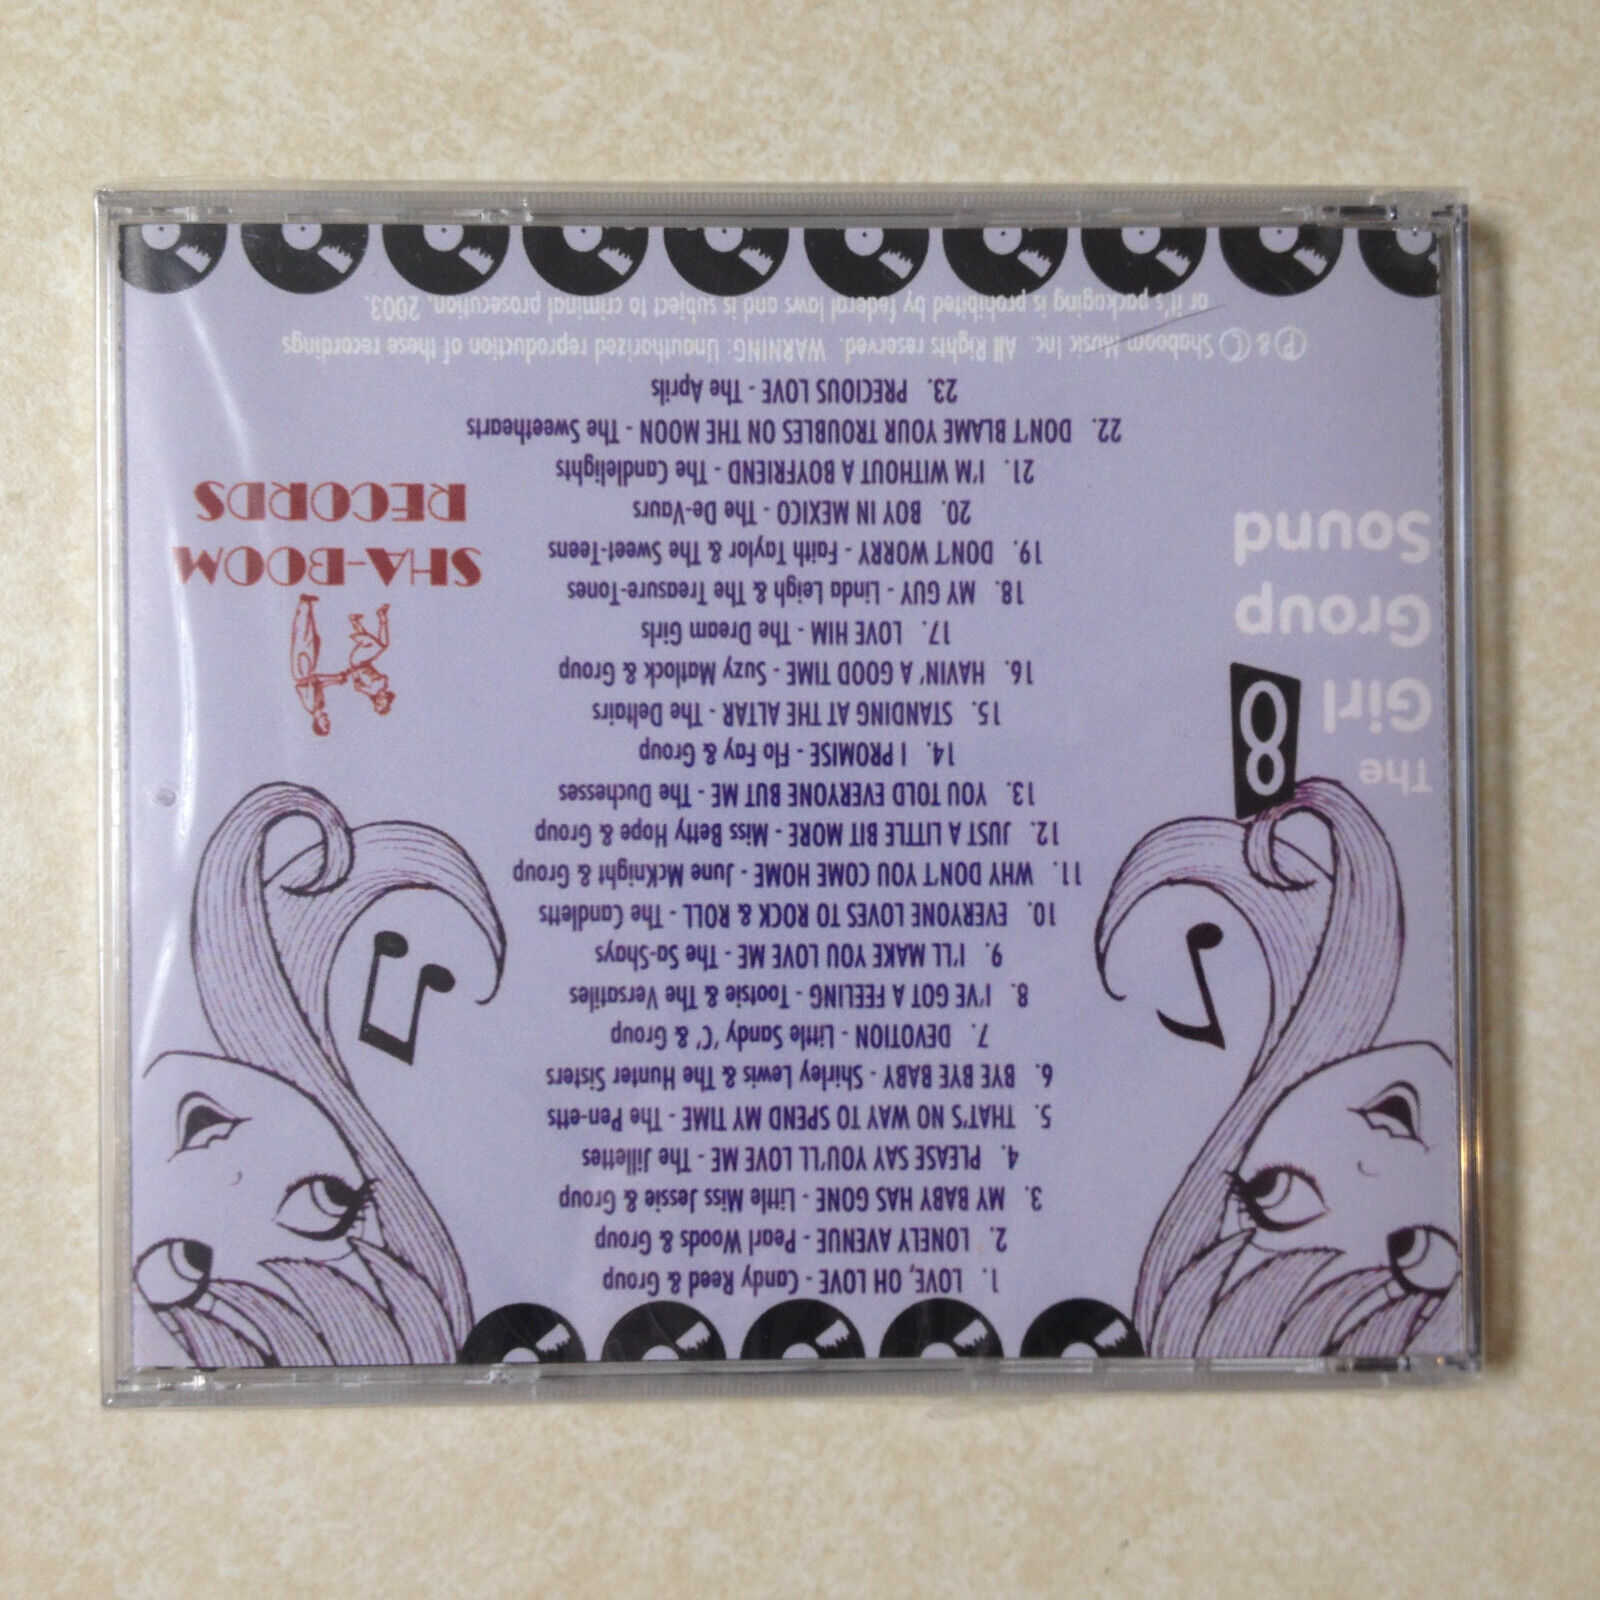 The
Girl
Group
Sound
8
1. LOVE, OH LOVE - Candy Reed & Group
2. LONELY AVENUE - Pearl Woods & Group
3. MY BABY HAS GONE - Little Miss Jessie & Group
4. PLEASE SAY YOU'LL LOVE ME - The Jillettes
5. THAT'S NO WAY TO SPEND MY TIME - The Pen-etts
6. BYE BYE BABY - Shirley Lewis & The Hunter Sisters
7. DEVOTION - Little Sandy 'C' & Group
8. I'VE GOT A FEELING - Tootsie & The Versatiles
9. I'LL MAKE YOU LOVE ME - The Sa-Shays
10. EVERYONE LOVES TO ROCK & ROLL - The Candletts
11. WHY DON'T YOU COME HOME - June McKnight & Group
12. JUST A LITTLE BIT MORE - Miss Betty Hope & Group
13. YOU TOLD EVERYONE BUT ME - The Duchesses
14. I PROMISE - Flo Fay & Group
15. STANDING AT THE ALTAR - The Deltairs
16. HAVIN' A GOOD TIME - Suzy Matlock & Group
17. LOVE HIM - The Dream Girls
18. MY GUY - Linda Leigh & The Treasure-Tones
19. DON'T WORRY - Faith Taylor & The Sweet-Teens
20. BOY IN MEXICO - The De-Vaurs
21. I'M WITHOUT A BOYFRIEND - The Candlelights
22. DON'T BLAME YOUR TROUBLES ON THE MOON - The Sweethearts
23. PRECIOUS LOVE - The Aprils
SHA-BOOM
RECORDS
Ⓟ & Ⓒ Shaboom Music Inc. All Rights reserved. WARNING: Unauthorized reproduction of these recordings
or it's packaging is prohibited by federal laws and is subject to criminal prosecution. 2003.